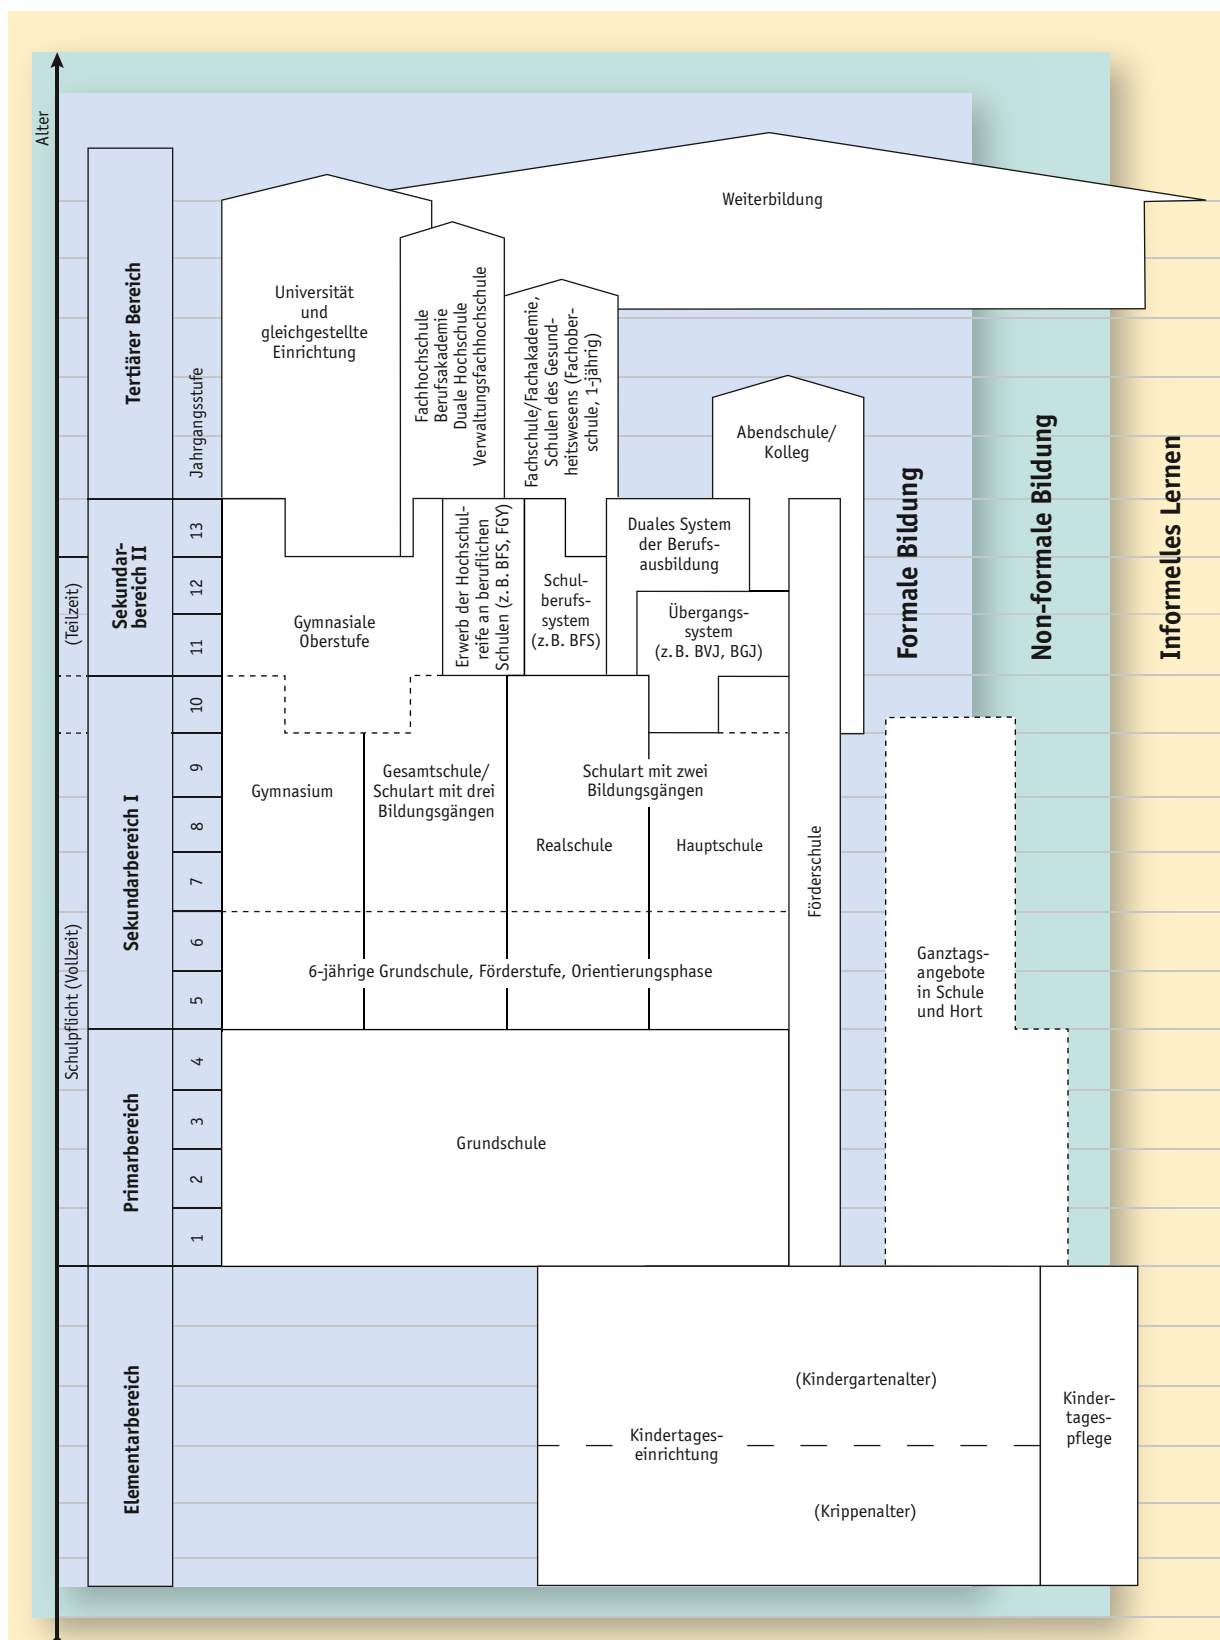 Alter
Weiterbildung
Tertiärer Bereich
Jahrgangsstufe
Universität
und
gleichgestellte
Einrichtung
Fachhochschule
Berufsakademie
Duale Hochschule
Verwaltungsfachhochschule
Fachschule/Fachakademie,
Schulen des Gesund-
heitswesens (Fachober-
schule, 1-jährig)
Abendschule/
Kolleg
Formale Bildung
Non-formale Bildung
Informelles Lernen
(Teilzeit)
Sekundar-
bereich II
13
12
11
Gymnasiale
Oberstufe
Erwerb der Hochschul-
reife an beruflichen
Schulen (z. B. BFS, FGY)
Schul-
berufs-
system
(z. B. BFS)
Duales System
der Berufs-
ausbildung
Übergangs-
system
(z. B. BVJ, BGJ)
Schulpflicht (Vollzeit)
Sekundarbereich I
10
9
8
7
6
5
Gymnasium
Gesamtschule/
Schulart mit drei
Bildungsgängen
Schulart mit zwei
Bildungsgängen
Realschule
Hauptschule
Förderschule
6-jährige Grundschule, Förderstufe, Orientierungsphase
Ganztags-
angebote
in Schule
und Hort
Primarbereich
4
3
2
1
Grundschule
Elementarbereich
(Kindergartenalter)
Kindertages-
einrichtung
(Krippenalter)
Kinder-
tages-
pflege